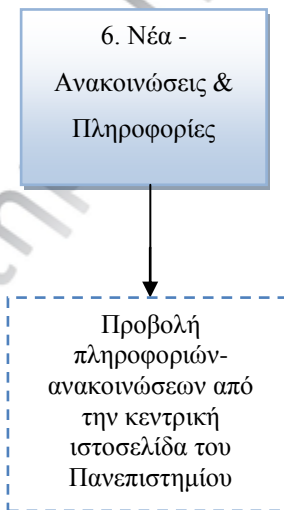 6. Νέα -
Ανακοινώσεις &
Πληροφορίες
Προβολή
πληροφοριών-
ανακοινώσεων από
την κεντρική
ιστοσελίδα του
Πανεπιστημίου